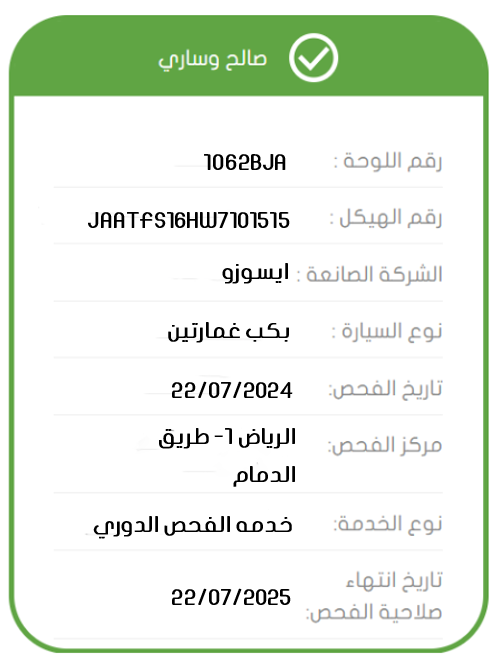 صالح وساري
رقم اللوحة : 1062BJA
رقم الهيكل : JAATFS16HW7101515
الشركة الصانعة : ايسوزو
نوع السيارة : بكب غمارتين
تاريخ الفحص: 22/07/2024
مركز الفحص: الرياض 1- طريق
الدمام
نوع الخدمة: خدمه الفحص الدوري
تاريخ انتهاء
صلاحية الفحص: 22/07/2025